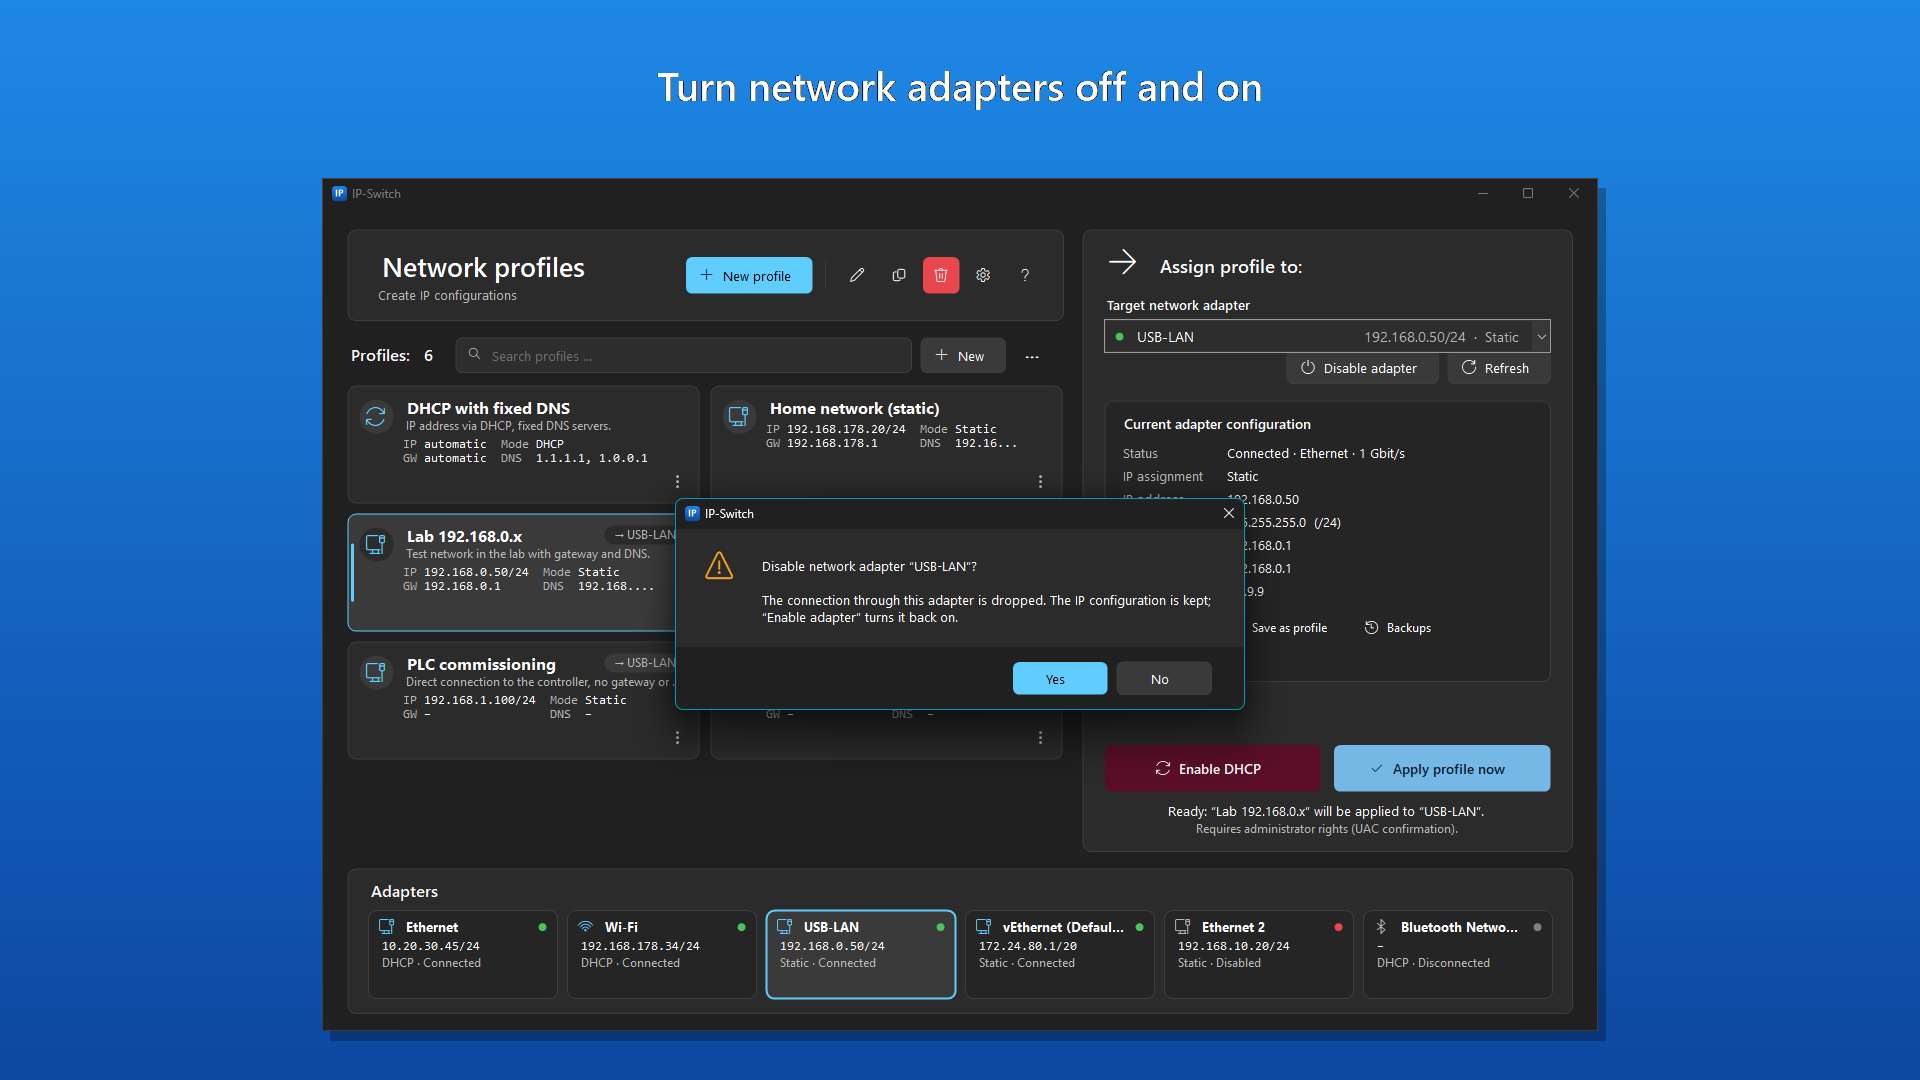 Turn network adapters off and on
IP IP-Switch
Network profiles
Create IP configurations
New profile
?
Profiles: 6
Search profiles ...
New
...
DHCP with fixed DNS
IP address via DHCP, fixed DNS servers.
IP automatic Mode DHCP
GW automatic DNS 1.1.1.1, 1.0.0.1
Home network (static)
IP 192.168.178.20/24 Mode Static
GW 192.168.178.1 DNS 192.16...
Lab 192.168.0.x → USB-LAN
Test network in the lab with gateway and DNS.
IP 192.168.0.50/24 Mode Static
GW 192.168.0.1 DNS 192.168....
PLC commissioning → USB-LAN
Direct connection to the controller, no gateway or ...
IP 192.168.1.100/24 Mode Static
GW – DNS –
GW – DNS –
Assign profile to:
Target network adapter
USB-LAN 192.168.0.50/24 · Static
Disable adapter
Refresh
Current adapter configuration
Status Connected · Ethernet · 1 Gbit/s
IP assignment Static
IP address 192.168.0.50
.255.255.0 (/24)
2.168.0.1
2.168.0.1
.9.9
Save as profile
Backups
IP IP-Switch
Disable network adapter “USB-LAN”?
The connection through this adapter is dropped. The IP configuration is kept;
“Enable adapter” turns it back on.
Yes
No
Enable DHCP
Apply profile now
Ready: “Lab 192.168.0.x” will be applied to “USB-LAN”.
Requires administrator rights (UAC confirmation).
Adapters
Ethernet
10.20.30.45/24
DHCP · Connected
Wi-Fi
192.168.178.34/24
DHCP · Connected
USB-LAN
192.168.0.50/24
Static · Connected
vEthernet (Defaul...
172.24.80.1/20
Static · Connected
Ethernet 2
192.168.10.20/24
Static · Disabled
Bluetooth Netwo...
–
DHCP · Disconnected